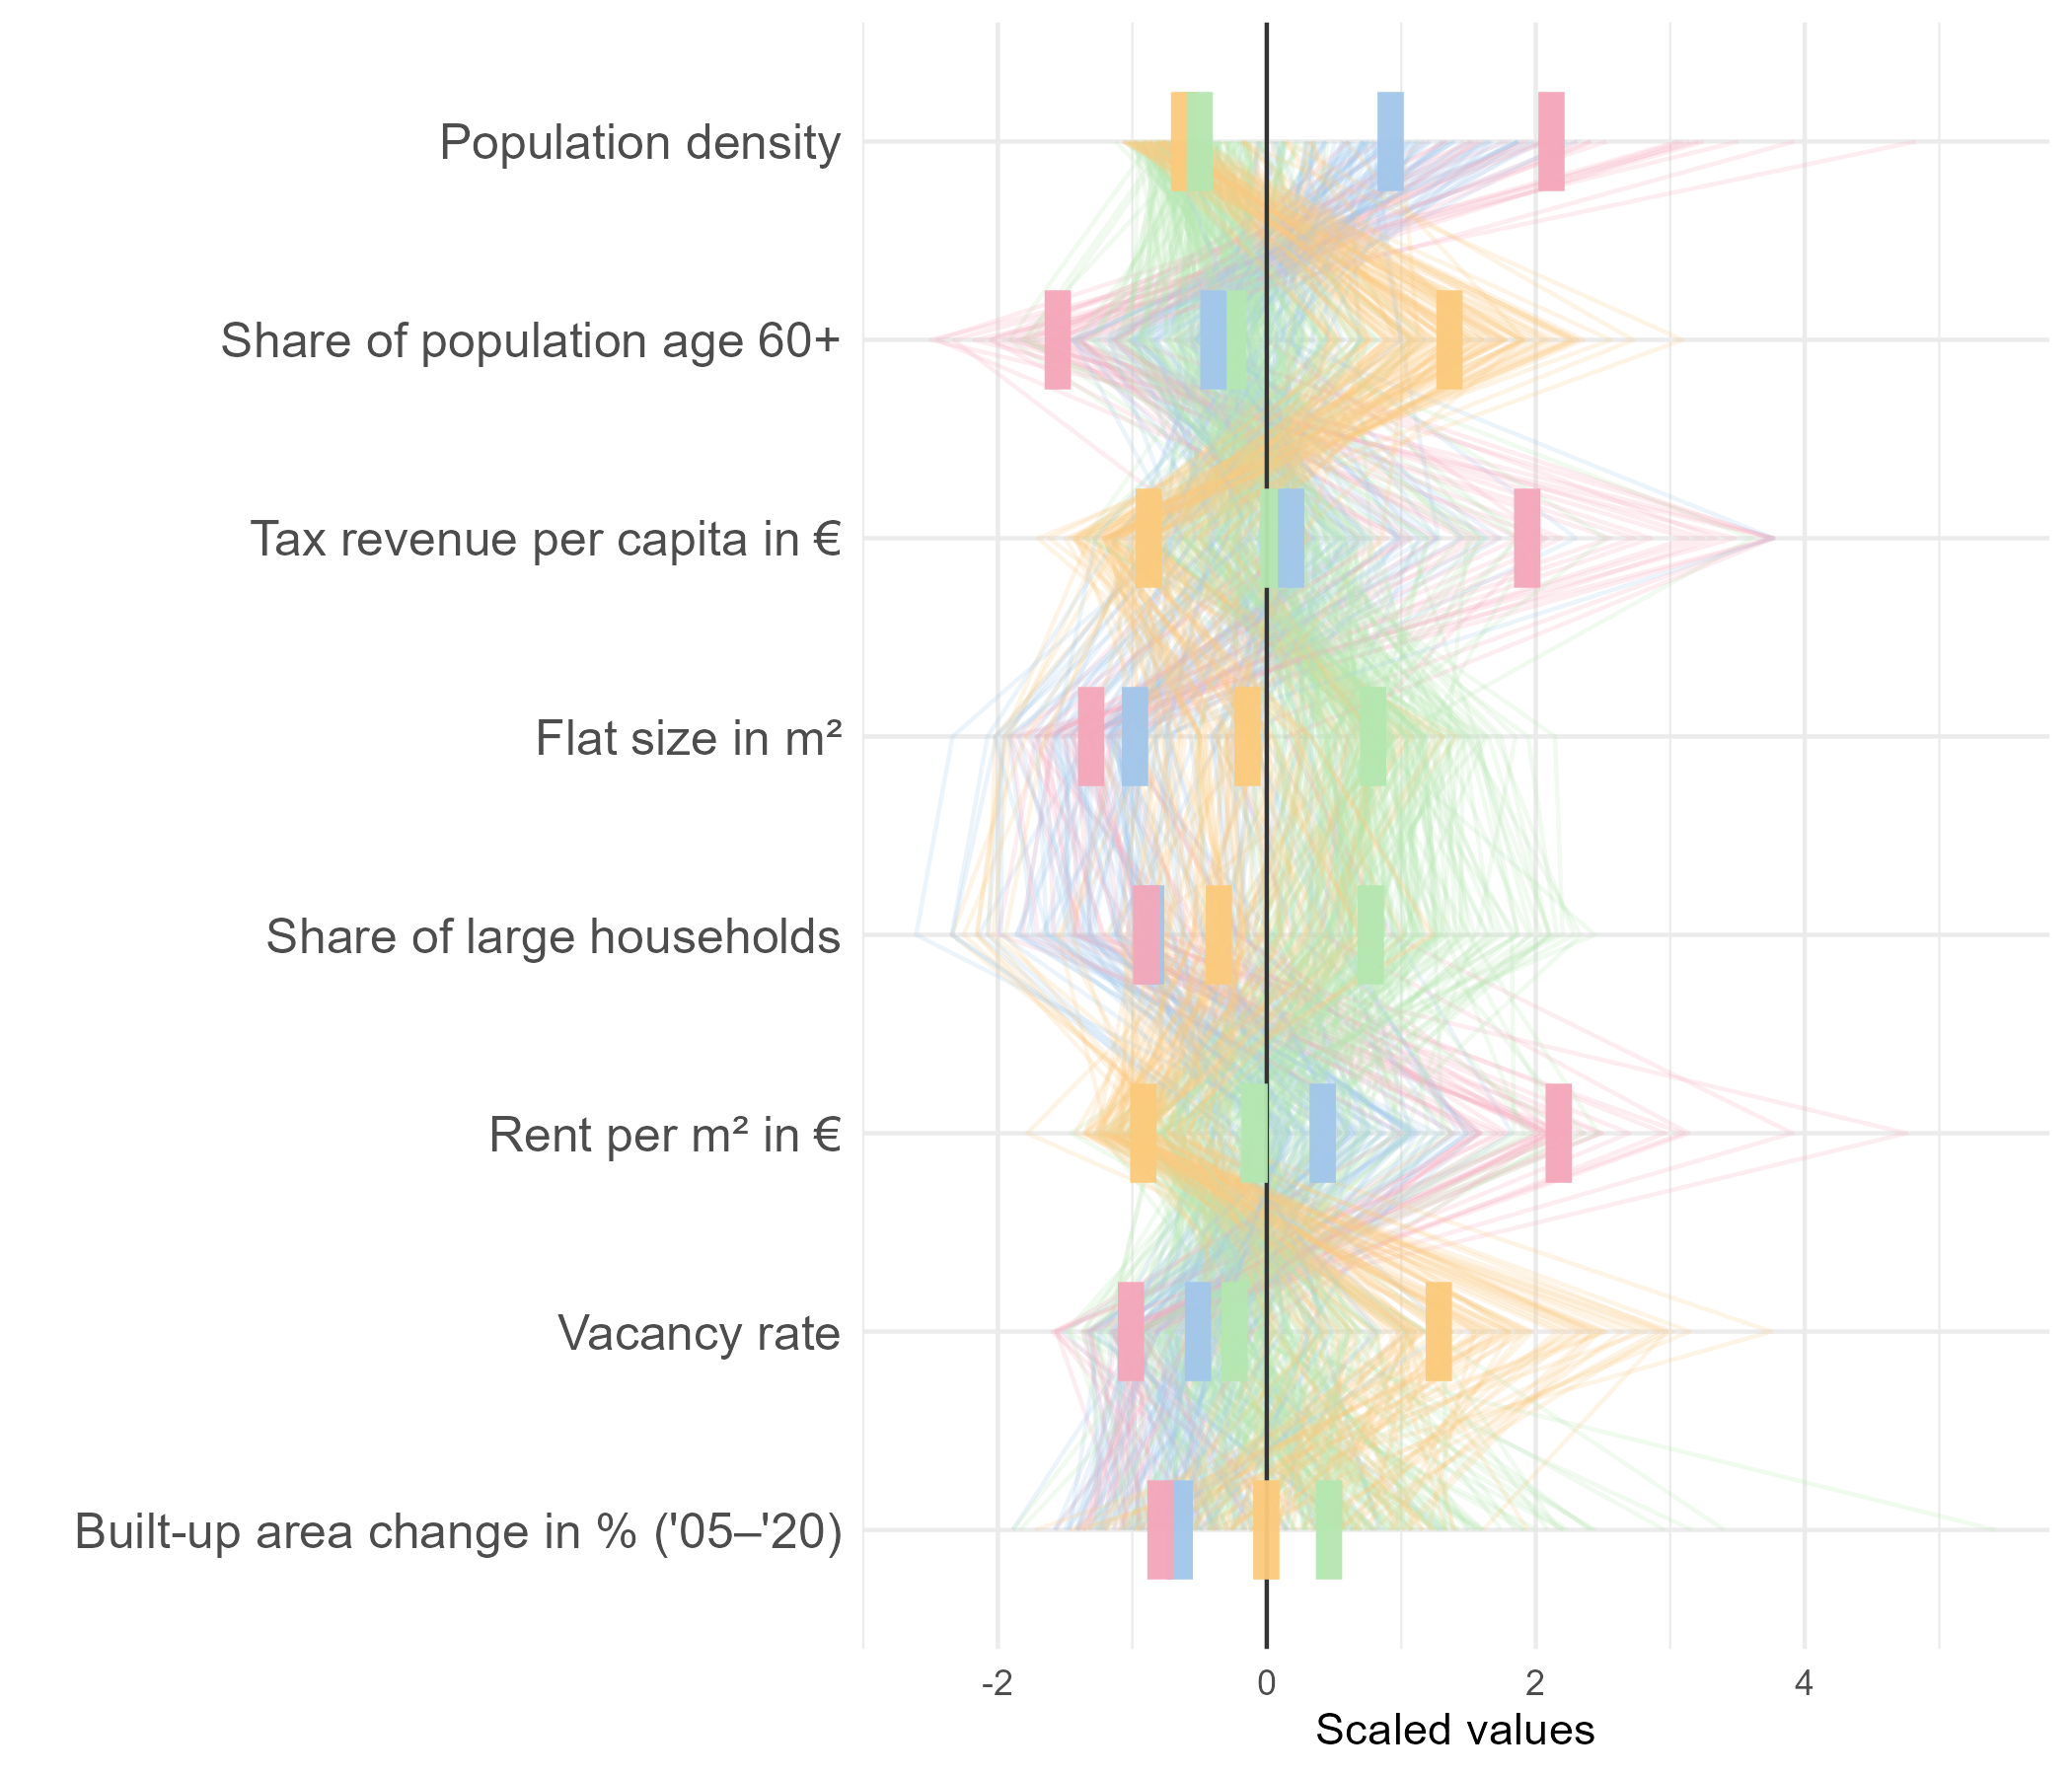 Population density
Share of population age 60+
Tax revenue per capita in €
Flat size in m²
Share of large households
Rent per m² in €
Vacancy rate
Built-up area change in % ('05–'20)
-2 0 2 4
Scaled values